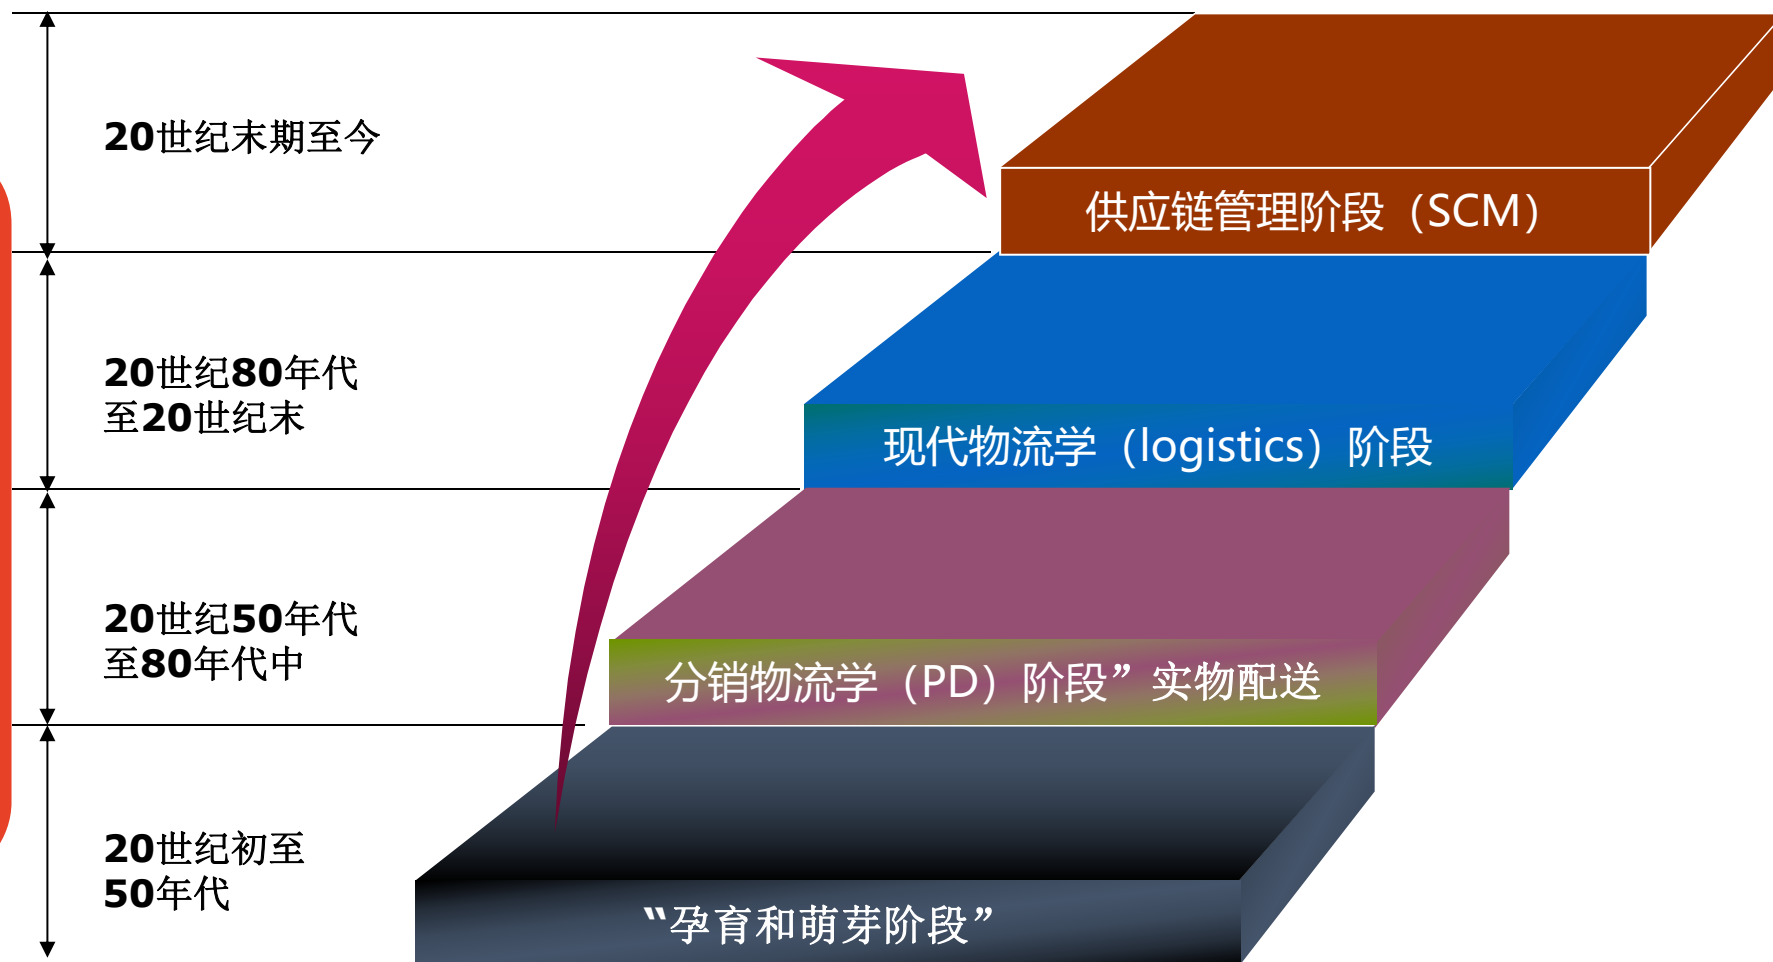 20世纪末期至今
供应链管理阶段（SCM）
20世纪80年代
至20世纪末
现代物流学（logistics）阶段
20世纪50年代
至80年代中
分销物流学（PD）阶段”实物配送
20世纪初至
50年代
“孕育和萌芽阶段”